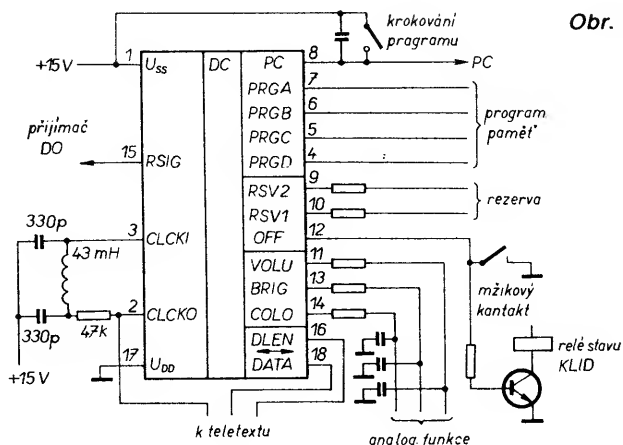 Obr.
krokování
programu
+15V
1
U_SS
DC
PC
8
PC
PRGA
7
PRGB
6
PRGC
5
PRGD
4
program.
paměť
přijímač
DO
15
RSIG
RSV2
9
RSV1
10
rezerva
OFF
12
330p
3
CLCKI
43 mH
VOLU
11
BRIG
13
COLO
14
mžikový
kontakt
2
CLCKO
330p
47k
DLEN
16
DATA
18
relé stavu
KLID
17
U_DD
+15V
k teletextu
analog. funkce